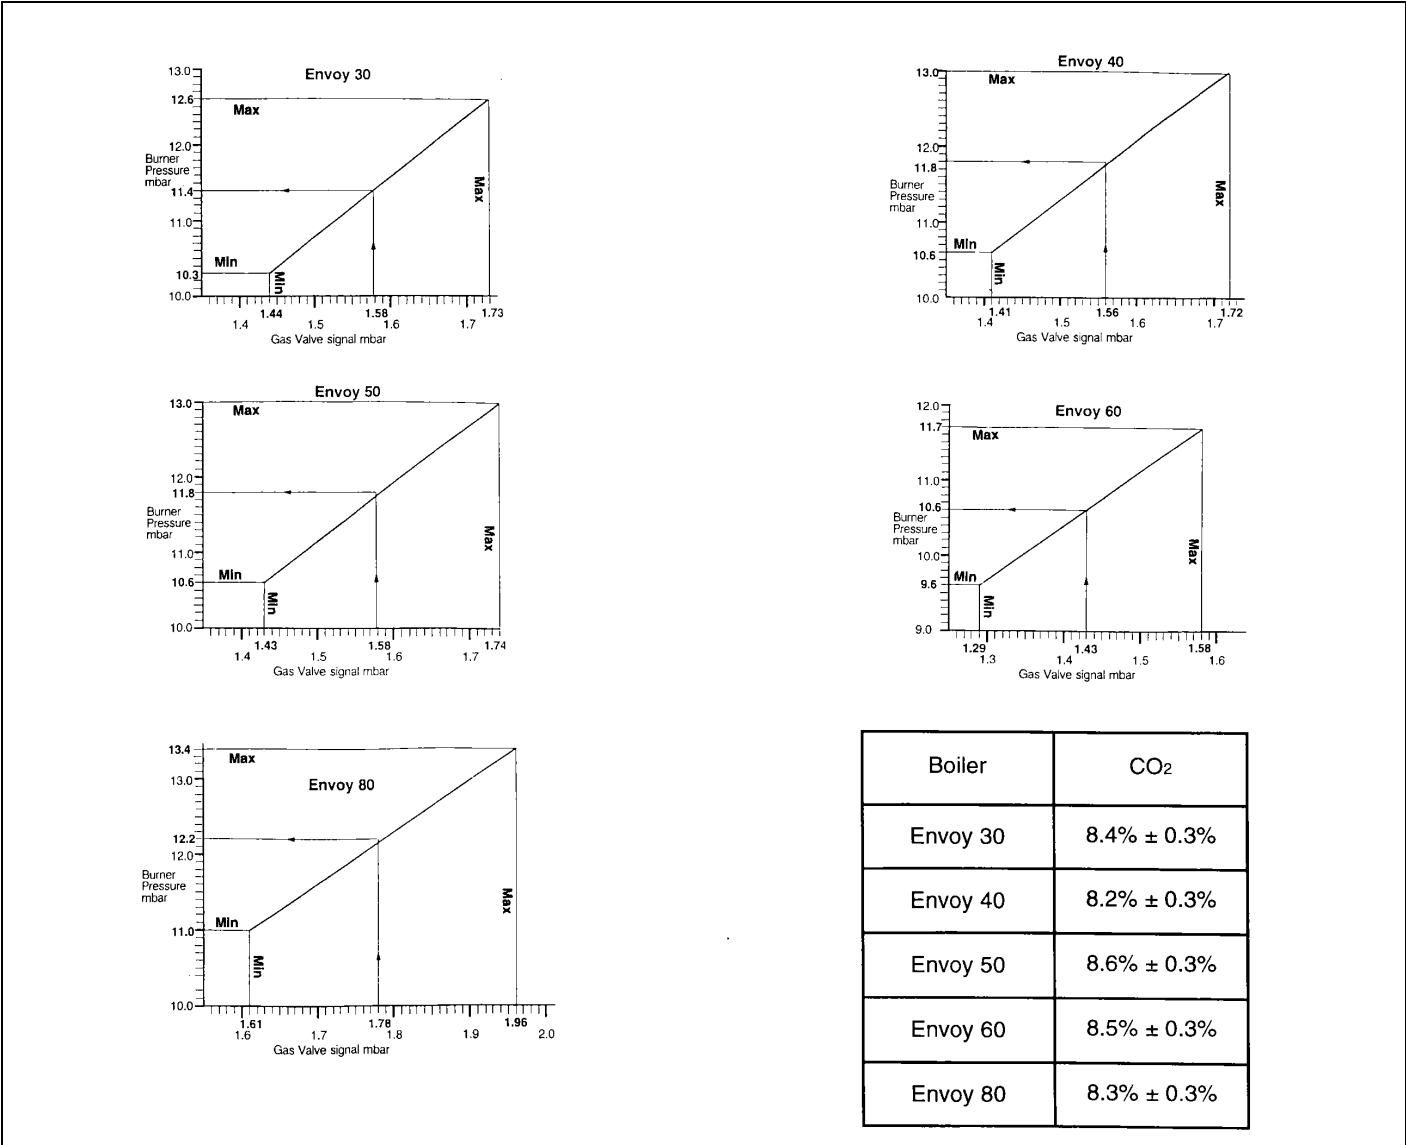 Envoy 30
13.0
12.6
Max
12.0
Burner
Pressure
mbar
11.4
Max
11.0
Min
10.3
Min
10.0
1.44 1.58 1.73
1.4 1.5 1.6 1.7
Gas Valve signal mbar
Envoy 40
13.0
Max
12.0
11.8
Burner
Pressure
mbar
Max
11.0
Min
10.6
Min
10.0
1.41 1.56 1.72
1.4 1.5 1.6 1.7
Gas Valve signal mbar
Envoy 50
13.0
Max
12.0
11.8
Burner
Pressure
mbar
Max
11.0
Min
10.6
Min
10.0
1.43 1.58 1.74
1.4 1.5 1.6 1.7
Gas Valve signal mbar
12.0
Envoy 60
11.7
Max
11.0
10.6
Burner
Pressure
mbar
Max
10.0
Min
9.6
Min
9.0
1.29 1.43 1.58
1.3 1.4 1.5 1.6
Gas Valve signal mbar
13.4
Max
13.0
Envoy 80
12.2
12.0
Burner
Pressure
mbar
Max
Min
11.0
Min
10.0
1.61 1.78 1.96
1.6 1.7 1.8 1.9 2.0
Gas Valve signal mbar
Boiler CO2
Envoy 30 8.4% ± 0.3%
Envoy 40 8.2% ± 0.3%
Envoy 50 8.6% ± 0.3%
Envoy 60 8.5% ± 0.3%
Envoy 80 8.3% ± 0.3%